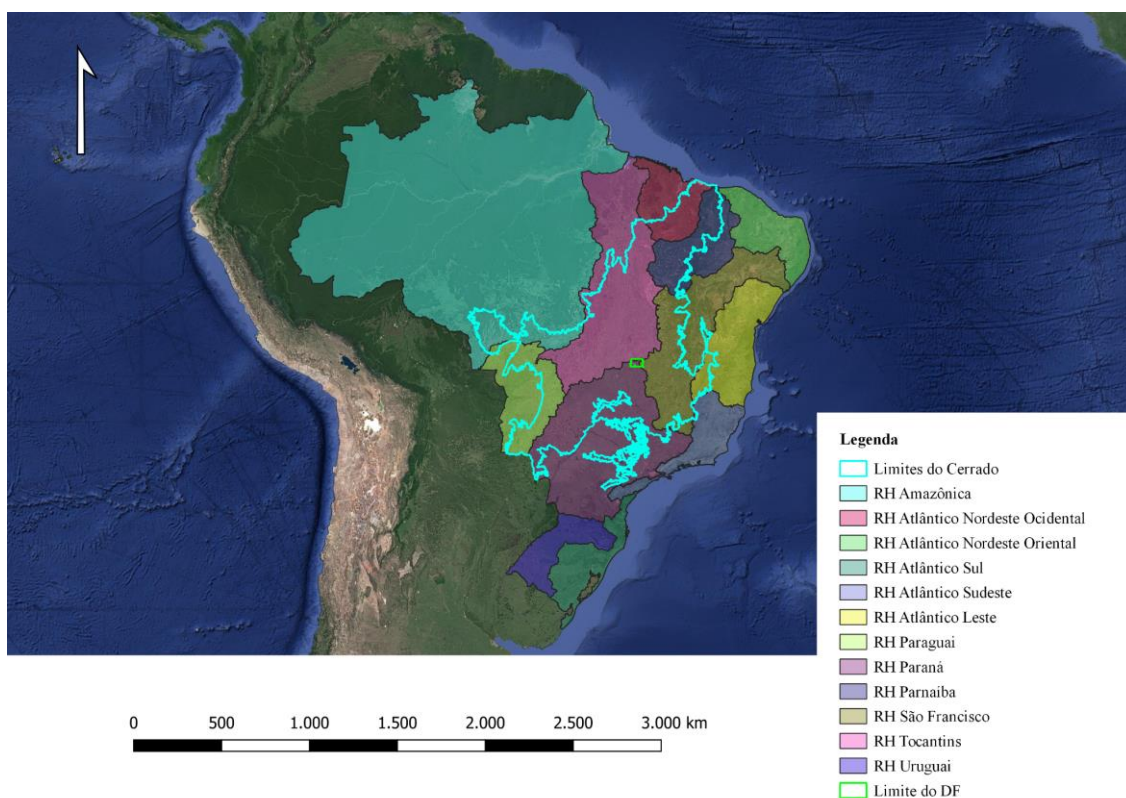 Legenda
Limites do Cerrado
RH Amazônica
RH Atlântico Nordeste Ocidental
RH Atlântico Nordeste Oriental
RH Atlântico Sul
RH Atlântico Sudeste
RH Atlântico Leste
RH Paraguai
RH Paraná
RH Parnaiba
RH São Francisco
RH Tocantins
RH Uruguai
Limite do DF
0 500 1.000 1.500 2.000 2.500 3.000 km